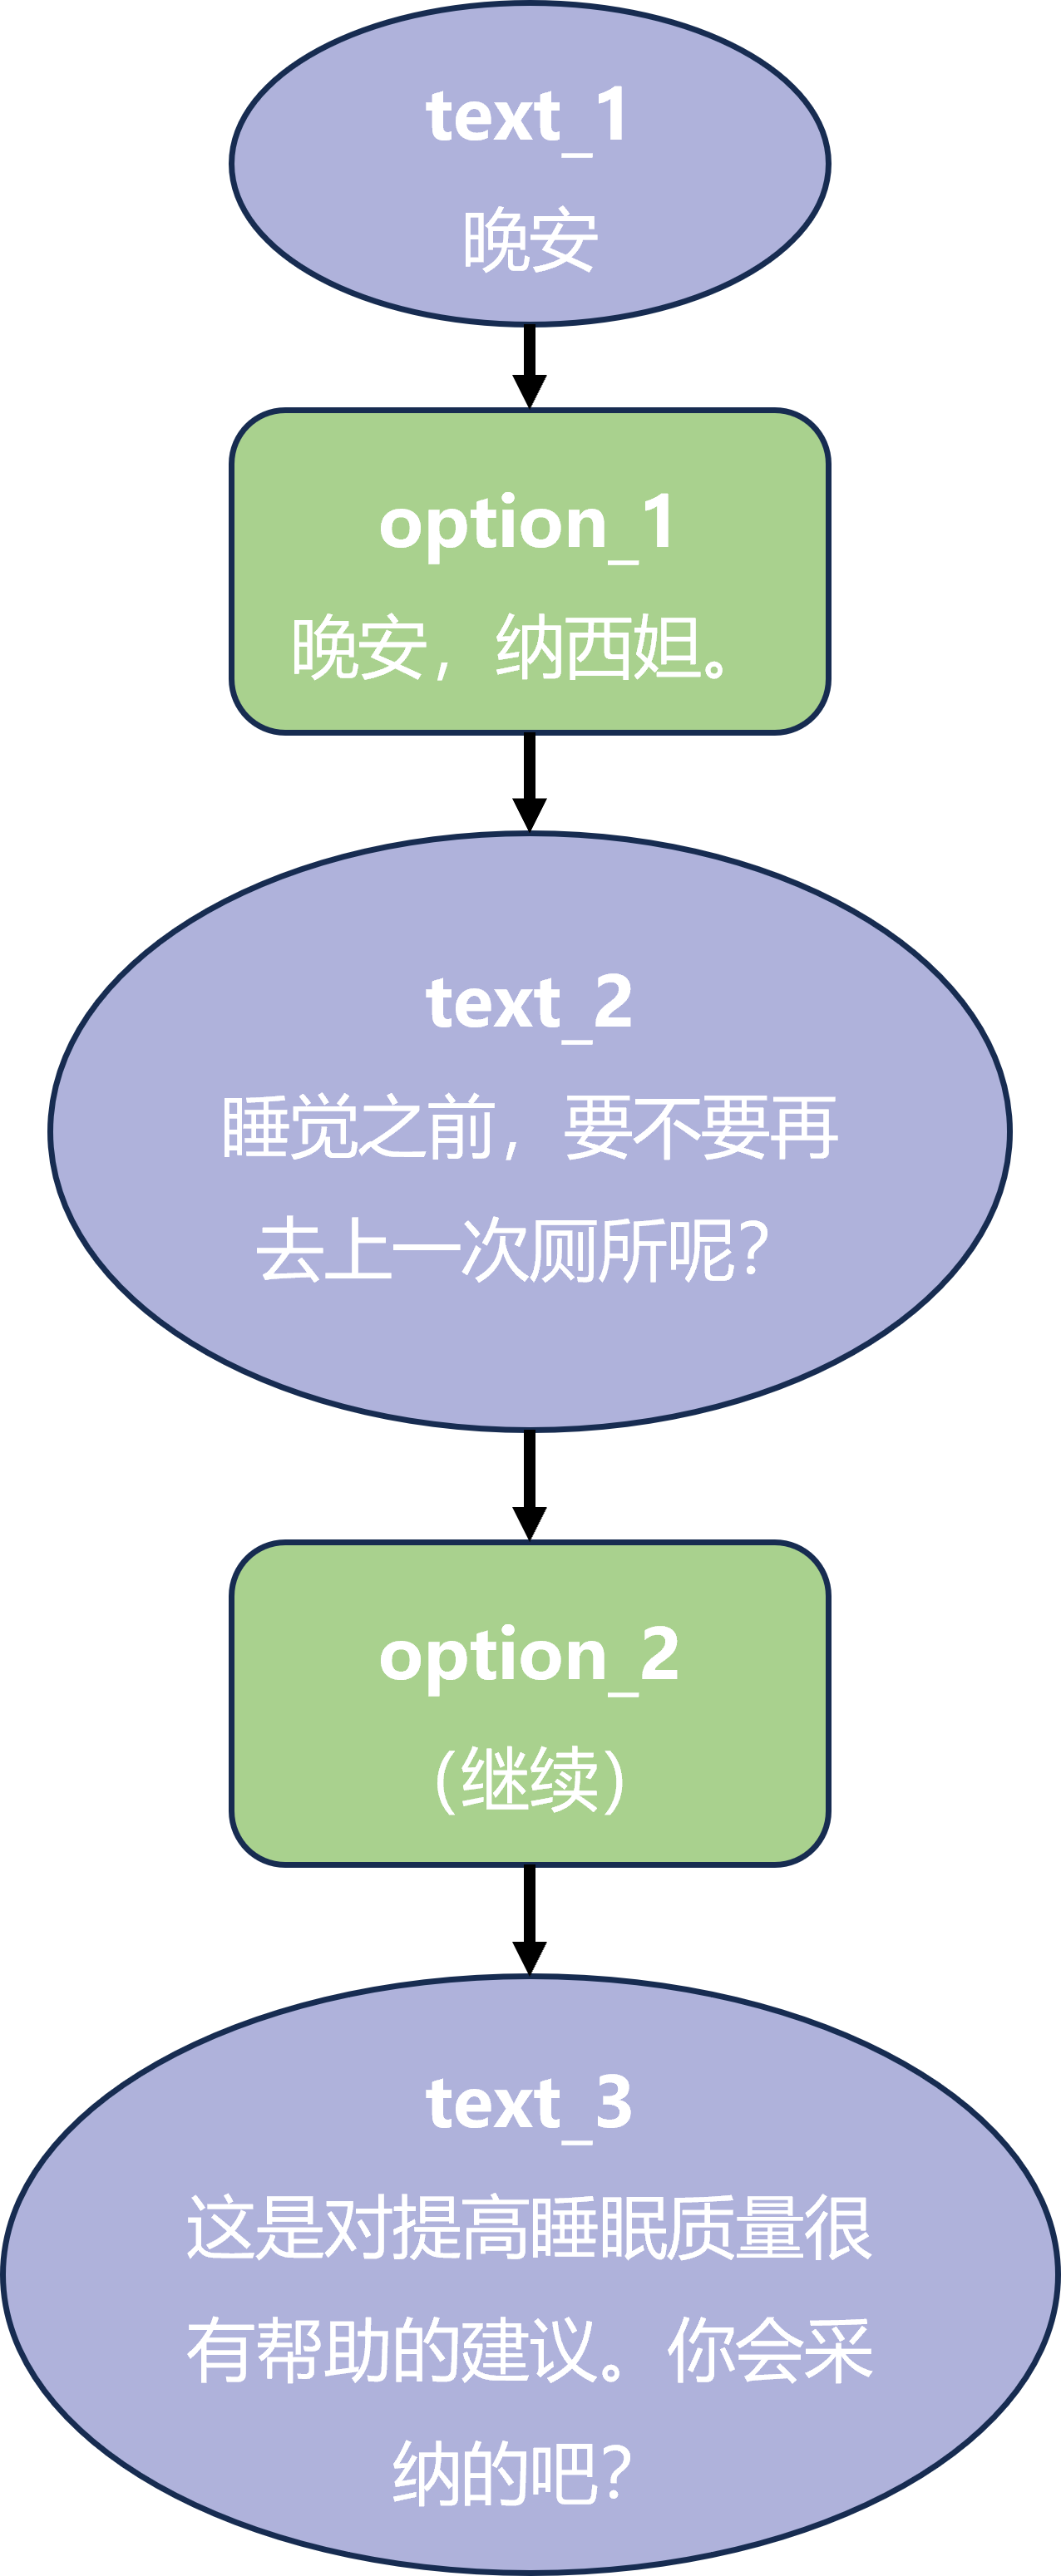 text_1
晚安
option_1
晚安，纳西妲。
text_2
睡觉之前，要不要再
去上一次厕所呢？
option_2
（继续）
text_3
这是对提高睡眠质量很
有帮助的建议。你会采
纳的吧？